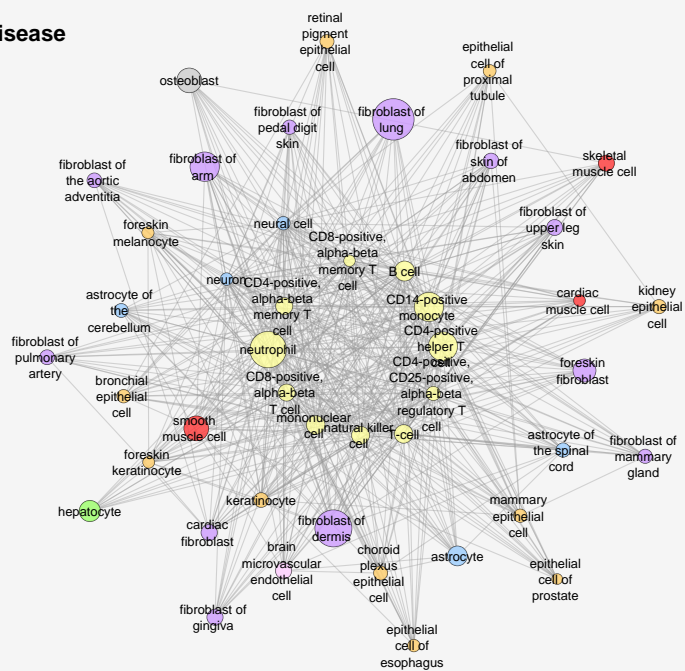 isease
retinal
pigment
epithelial
cell
epithelial
cell of
proximal
tubule
osteoblast
fibroblast of
pedal digit
skin
fibroblast of
lung
fibroblast of
arm
fibroblast of
skin of
abdomen
skeletal
muscle cell
fibroblast of
the aortic
adventitia
foreskin
melanocyte
neural cell
CD8-positive,
alpha-beta
memory T
cell
B cell
fibroblast of
upper leg
skin
neuron
CD4-positive,
alpha-beta
memory T
cell
CD14-positive
monocyte
cardiac
muscle cell
kidney
epithelial
cell
astrocyte of
the
cerebellum
CD4-positive
helper T
cell
neutrophil
fibroblast of
pulmonary
artery
CD4-positive,
CD25-positive,
alpha-beta
regulatory T
cell
foreskin
fibroblast
bronchial
epithelial
cell
CD8-positive,
alpha-beta
T cell
smooth
muscle cell
mononuclear
cell
natural killer
cell
T-cell
astrocyte of
the spinal
cord
fibroblast of
mammary
gland
foreskin
keratinocyte
hepatocyte
keratinocyte
cardiac
fibroblast
fibroblast of
dermis
mammary
epithelial
cell
brain
microvascular
endothelial
cell
choroid
plexus
epithelial
cell
astrocyte
epithelial
cell of
prostate
fibroblast of
gingiva
epithelial
cell of
esophagus